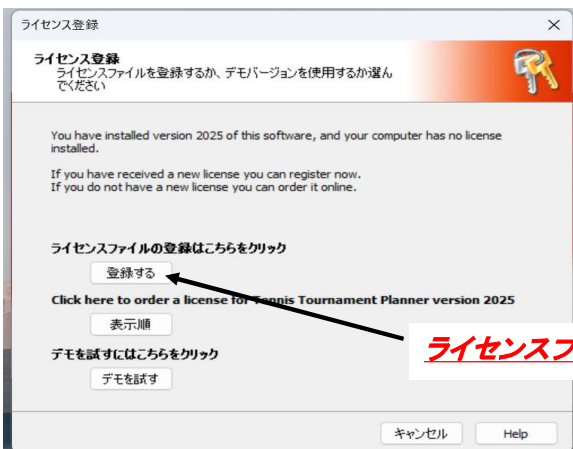 ライセンス登録
ライセンス登録
ライセンスファイルを登録するか、デモバージョンを使用するか選ん
でください
You have installed version 2025 of this software, and your computer has no license
installed.
If you have received a new license you can register now.
If you do not have a new license you can order it online.
ライセンスファイルの登録はこちらをクリック
登録する
Click here to order a license for Tennis Tournament Planner version 2025
表示順
ライセンスフ
デモを試すにはこちらをクリック
デモを試す
キャンセル
Help